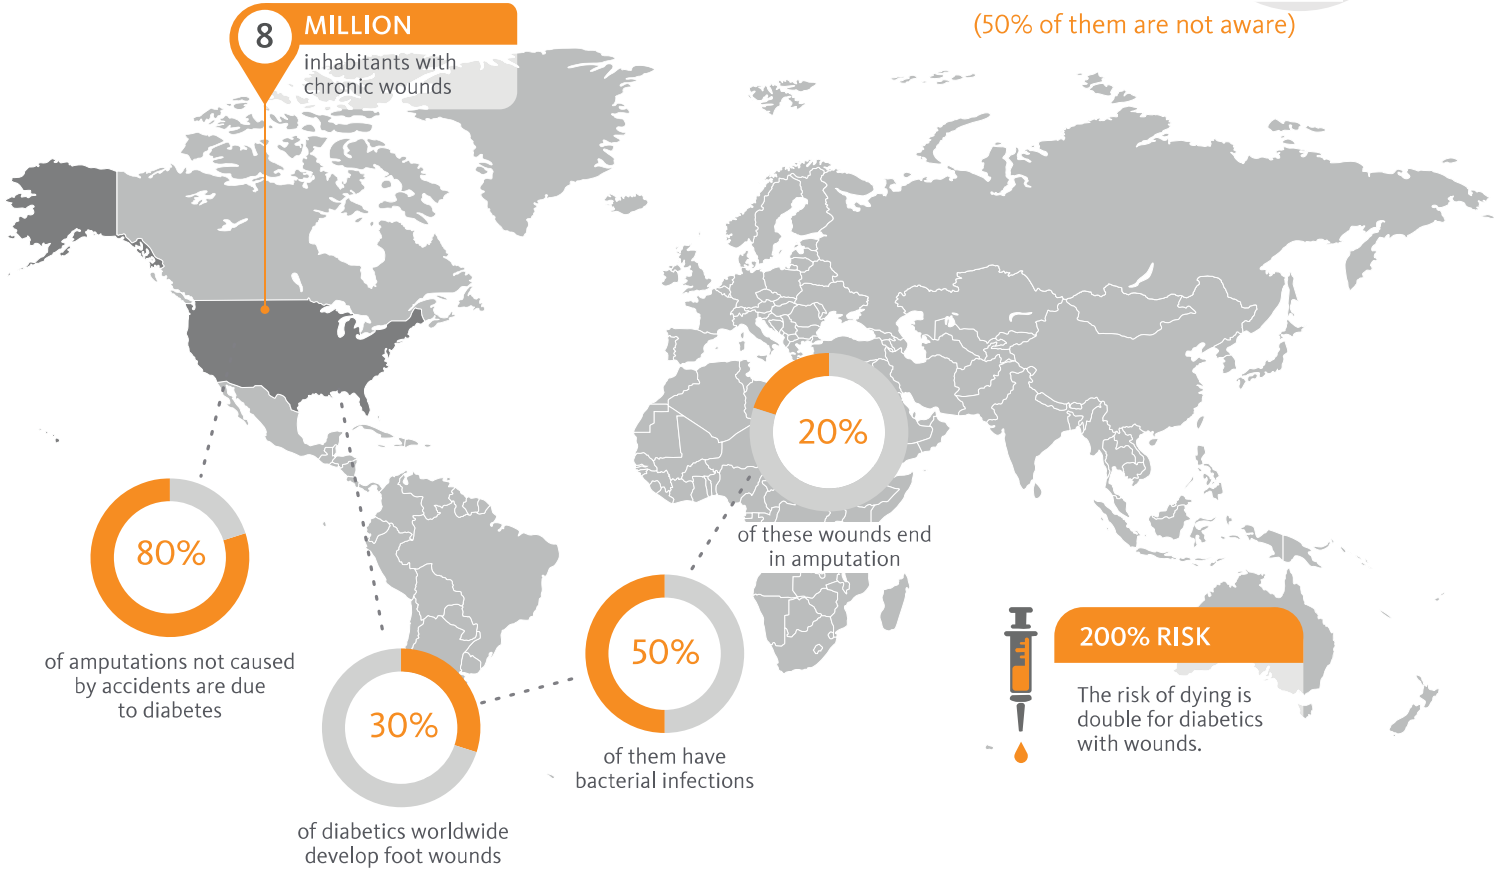 8
MILLION
inhabitants with
chronic wounds
(50% of them are not aware)
20%
of these wounds end
in amputation
80%
of amputations not caused
by accidents are due
to diabetes
50%
of them have
bacterial infections
30%
of diabetics worldwide
develop foot wounds
200% RISK
The risk of dying is
double for diabetics
with wounds.